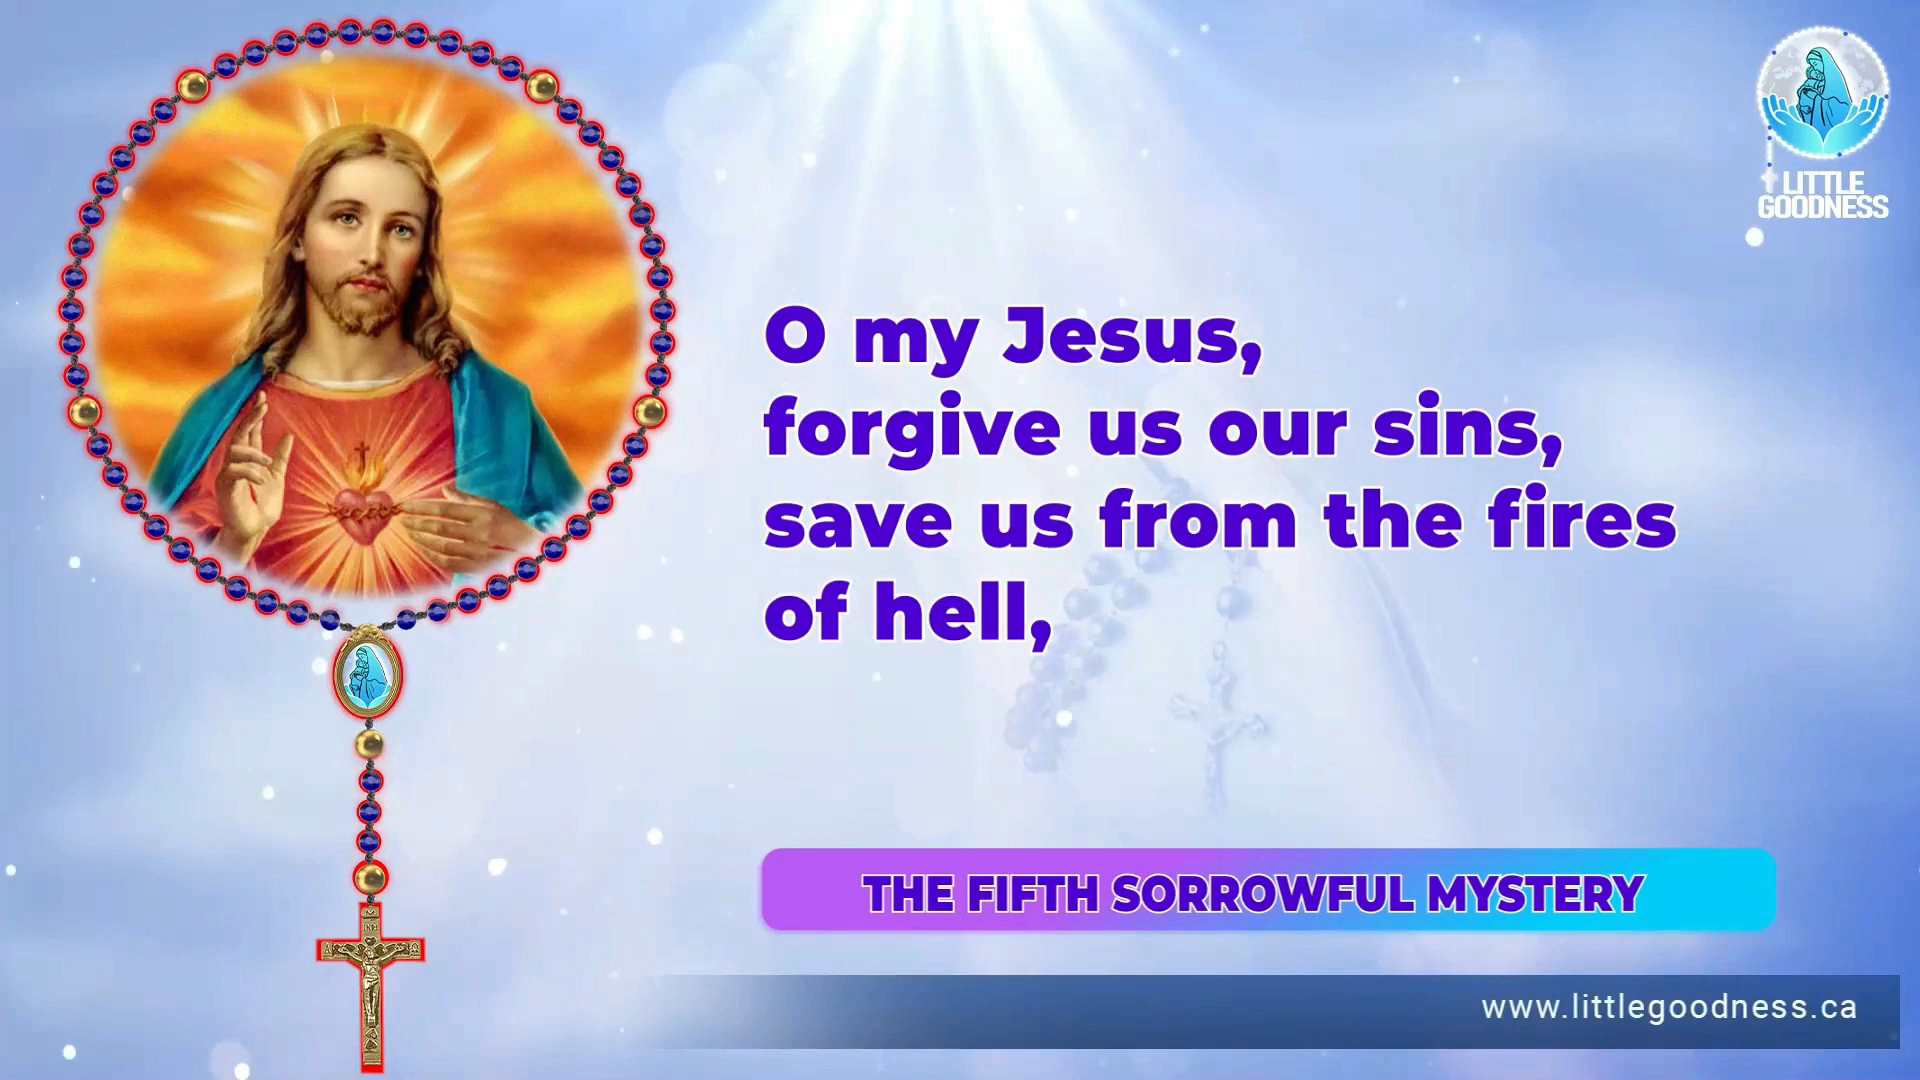 LITTLE
GOODNESS
O my Jesus,
forgive us our sins,
save us from the fires
of hell,
THE FIFTH SORROWFUL MYSTERY
INRI
www.littlegoodness.ca